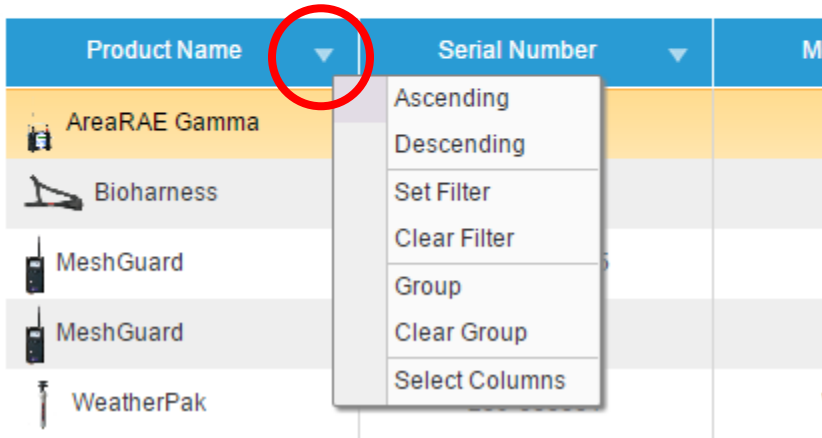 Product Name
Serial Number
M
Ascending
AreaRAE Gamma
Descending
Bioharness
Set Filter
Clear Filter
MeshGuard
Group
MeshGuard
Clear Group
Select Columns
WeatherPak